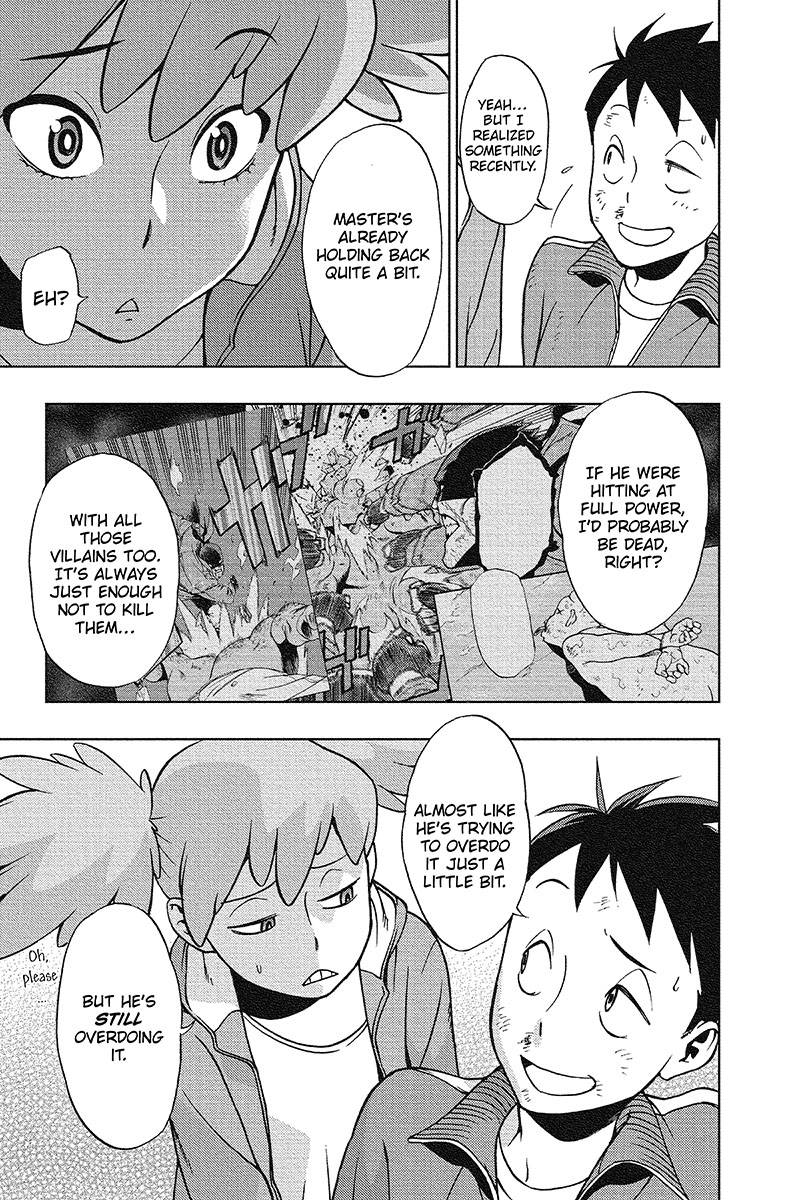 YEAH...
BUT I
REALIZED
SOMETHING
RECENTLY.
MASTER'S
ALREADY
HOLDING BACK
QUITE A BIT.
EH?
IF HE WERE
HITTING AT
FULL POWER,
I'D PROBABLY
BE DEAD,
RIGHT?
WITH ALL
THOSE
VILLAINS TOO.
IT'S ALWAYS
JUST ENOUGH
NOT TO KILL
THEM...
ALMOST LIKE
HE'S TRYING
TO OVERDO
IT JUST A
LITTLE BIT.
Oh,
please
...
BUT HE'S
STILL
OVERDOING
IT.